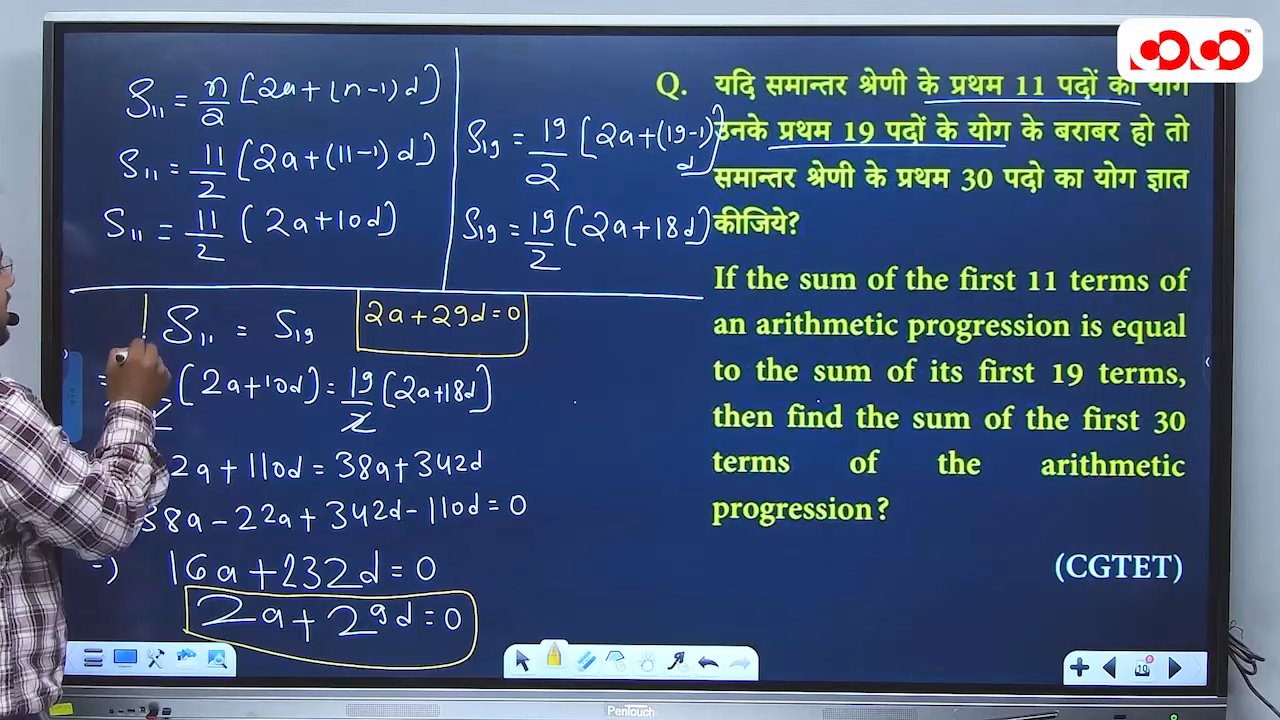 S₁₁ = n/2 [2a+(n-1)d]
S₁₁ = 11/2 (2a+(11-1)d)
S₁₁ = 11/2 (2a+10d)
S₁₉ = 19/2 [2a+(19-1)d]
S₁₉ = 19/2 (2a+18d)
S₁₁ = S₁₉
2a+29d=0
(2a+10d) = 19/2 (2a+18d)
2a+110d = 38a+342d
38a-22a+342d-110d=0
16a+232d=0
2a+29d=0
Q. यदि समान्तर श्रेणी के प्रथम 11 पदों का योग
उनके प्रथम 19 पदों के योग के बराबर हो तो
समान्तर श्रेणी के प्रथम 30 पदो का योग ज्ञात
कीजिये?
If the sum of the first 11 terms of
an arithmetic progression is equal
to the sum of its first 19 terms,
then find the sum of the first 30
terms of the arithmetic
progression?
(CGTET)
PenTouch